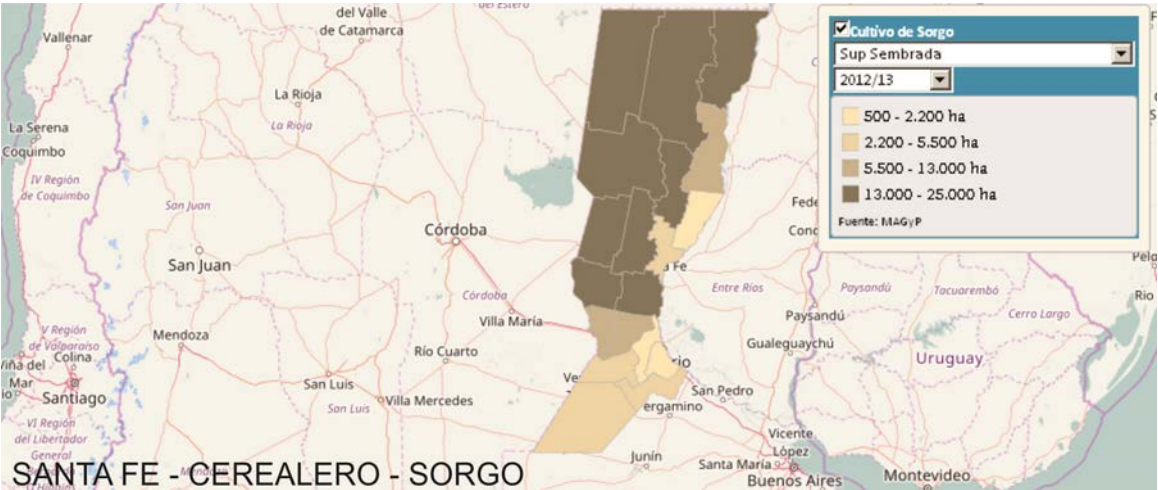 del Valle
de Catamarca
Vallenar
La Rioja
La Rioja
La Serena
Coquimbo
IV Región
de Coquimbo
San Juan
Córdoba
San Juan
Córdoba
Entre Ríos
Paysandú
Tacuarembó
Villa María
Paysandú
Cerro Largo
Rio
V Región
de Valparaíso
Mendoza
Río Cuarto
Gualeguaychú
Uruguay
Colina
Mar
Santiago
San Luis
San Luis
Villa Mercedes
San Pedro
ergamino
VI Región
del Libertador
General
Vicente
López
Junín
Santa María
Buenos Aires
Montevideo
Cultivo de Sorgo
Sup Sembrada
2012/13
500 - 2.200 ha
2.200 - 5.500 ha
5.500 - 13.000 ha
13.000 - 25.000 ha
Fuente: MAGyP
SANTA FE - CEREALERO - SORGO